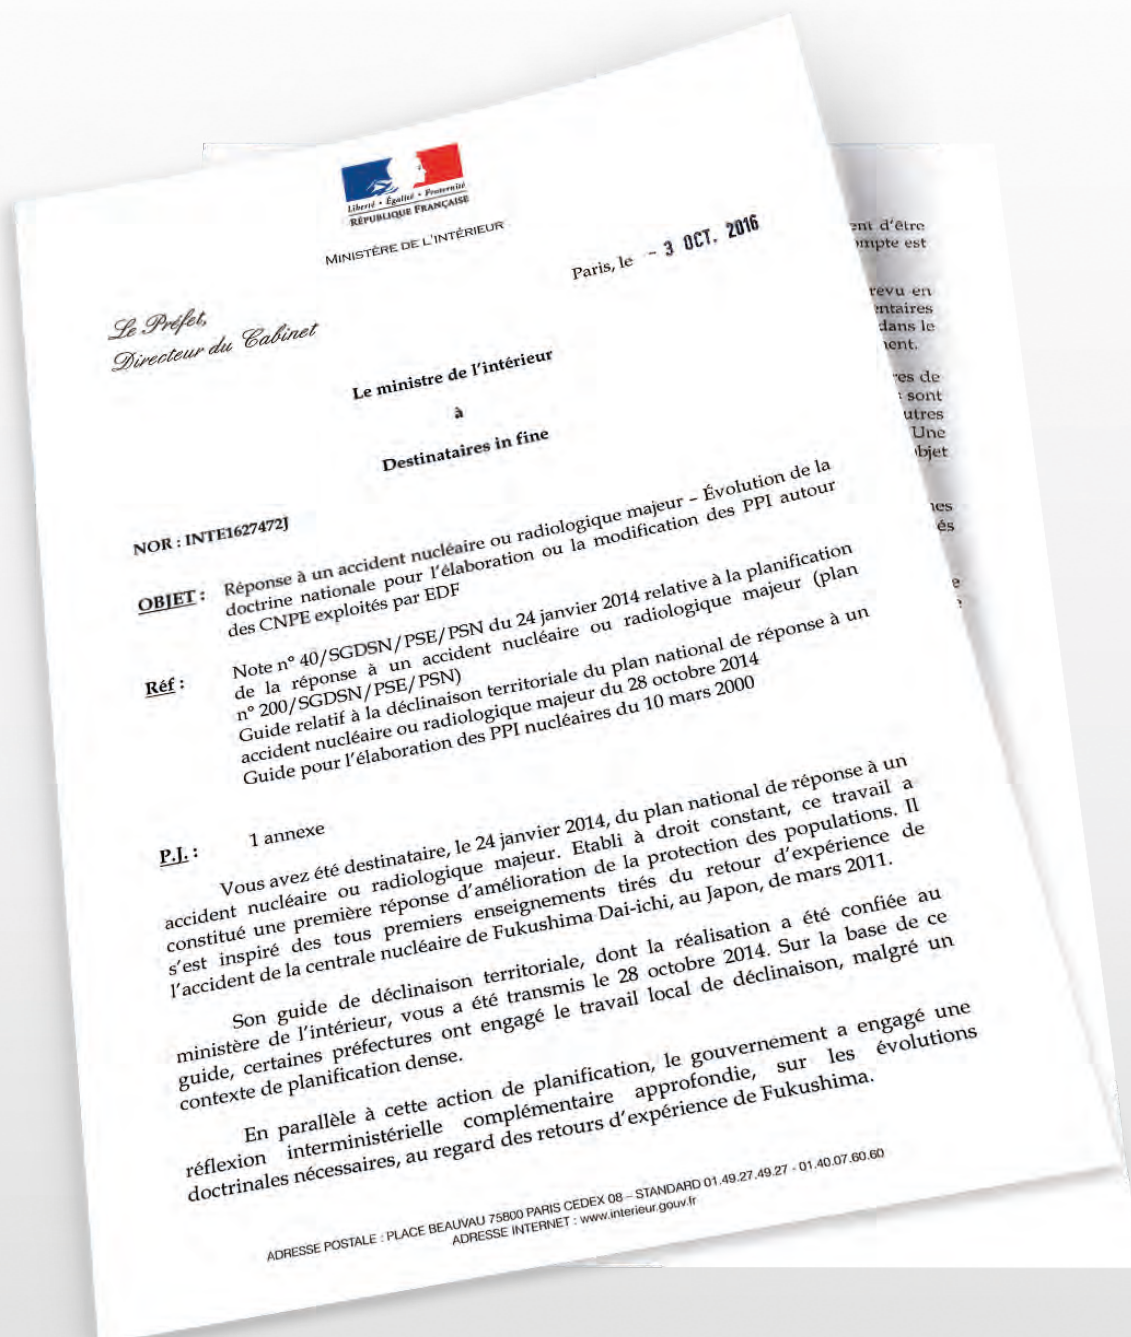 Liberté • Égalité • Fraternité
RÉPUBLIQUE FRANÇAISE
MINISTÈRE DE L'INTÉRIEUR
Paris, le - 3 OCT. 2016
Le Préfet,
Directeur du Cabinet
Le ministre de l'intérieur
à
Destinataires in fine
NOR : INTE1627472J
OBJET : Réponse à un accident nucléaire ou radiologique majeur – Évolution de la
doctrine nationale pour l'élaboration ou la modification des PPI autour
des CNPE exploités par EDF
Réf : Note n° 40/SGDSN/PSE/PSN du 24 janvier 2014 relative à la planification
de la réponse à un accident nucléaire ou radiologique majeur (plan
n° 200/SGDSN/PSE/PSN)
Guide relatif à la déclinaison territoriale du plan national de réponse à un
accident nucléaire ou radiologique majeur du 28 octobre 2014
Guide pour l'élaboration des PPI nucléaires du 10 mars 2000
P.J. : 1 annexe
Vous avez été destinataire, le 24 janvier 2014, du plan national de réponse à un
accident nucléaire ou radiologique majeur. Etabli à droit constant, ce travail a
constitué une première réponse d'amélioration de la protection des populations. Il
s'est inspiré des tous premiers enseignements tirés du retour d'expérience de
l'accident de la centrale nucléaire de Fukushima Dai-ichi, au Japon, de mars 2011.
Son guide de déclinaison territoriale, dont la réalisation a été confiée au
ministère de l'intérieur, vous a été transmis le 28 octobre 2014. Sur la base de ce
guide, certaines préfectures ont engagé le travail local de déclinaison, malgré un
contexte de planification dense.
En parallèle à cette action de planification, le gouvernement a engagé une
réflexion interministérielle complémentaire approfondie, sur les évolutions
doctrinales nécessaires, au regard des retours d'expérience de Fukushima.
ADRESSE POSTALE : PLACE BEAUVAU 75800 PARIS CEDEX 08 – STANDARD 01.49.27.49.27 - 01.40.07.60.60
ADRESSE INTERNET : www.interieur.gouv.fr
d'être
est
en
dans le
de
sont
Une